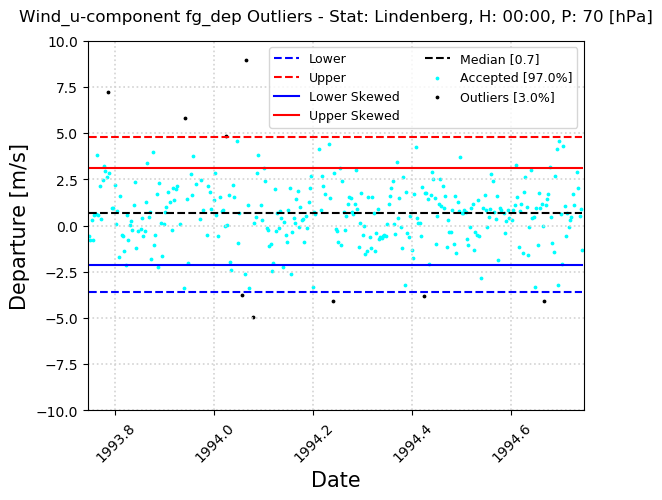 Wind_u-component fg_dep Outliers - Stat: Lindenberg, H: 00:00, P: 70 [hPa]
Lower
Upper
Lower Skewed
Upper Skewed
Median [0.7]
Accepted [97.0%]
Outliers [3.0%]
Departure [m/s]
10.0
7.5
5.0
2.5
0.0
−2.5
−5.0
−7.5
−10.0
1993.8
1994.0
1994.2
1994.4
1994.6
Date